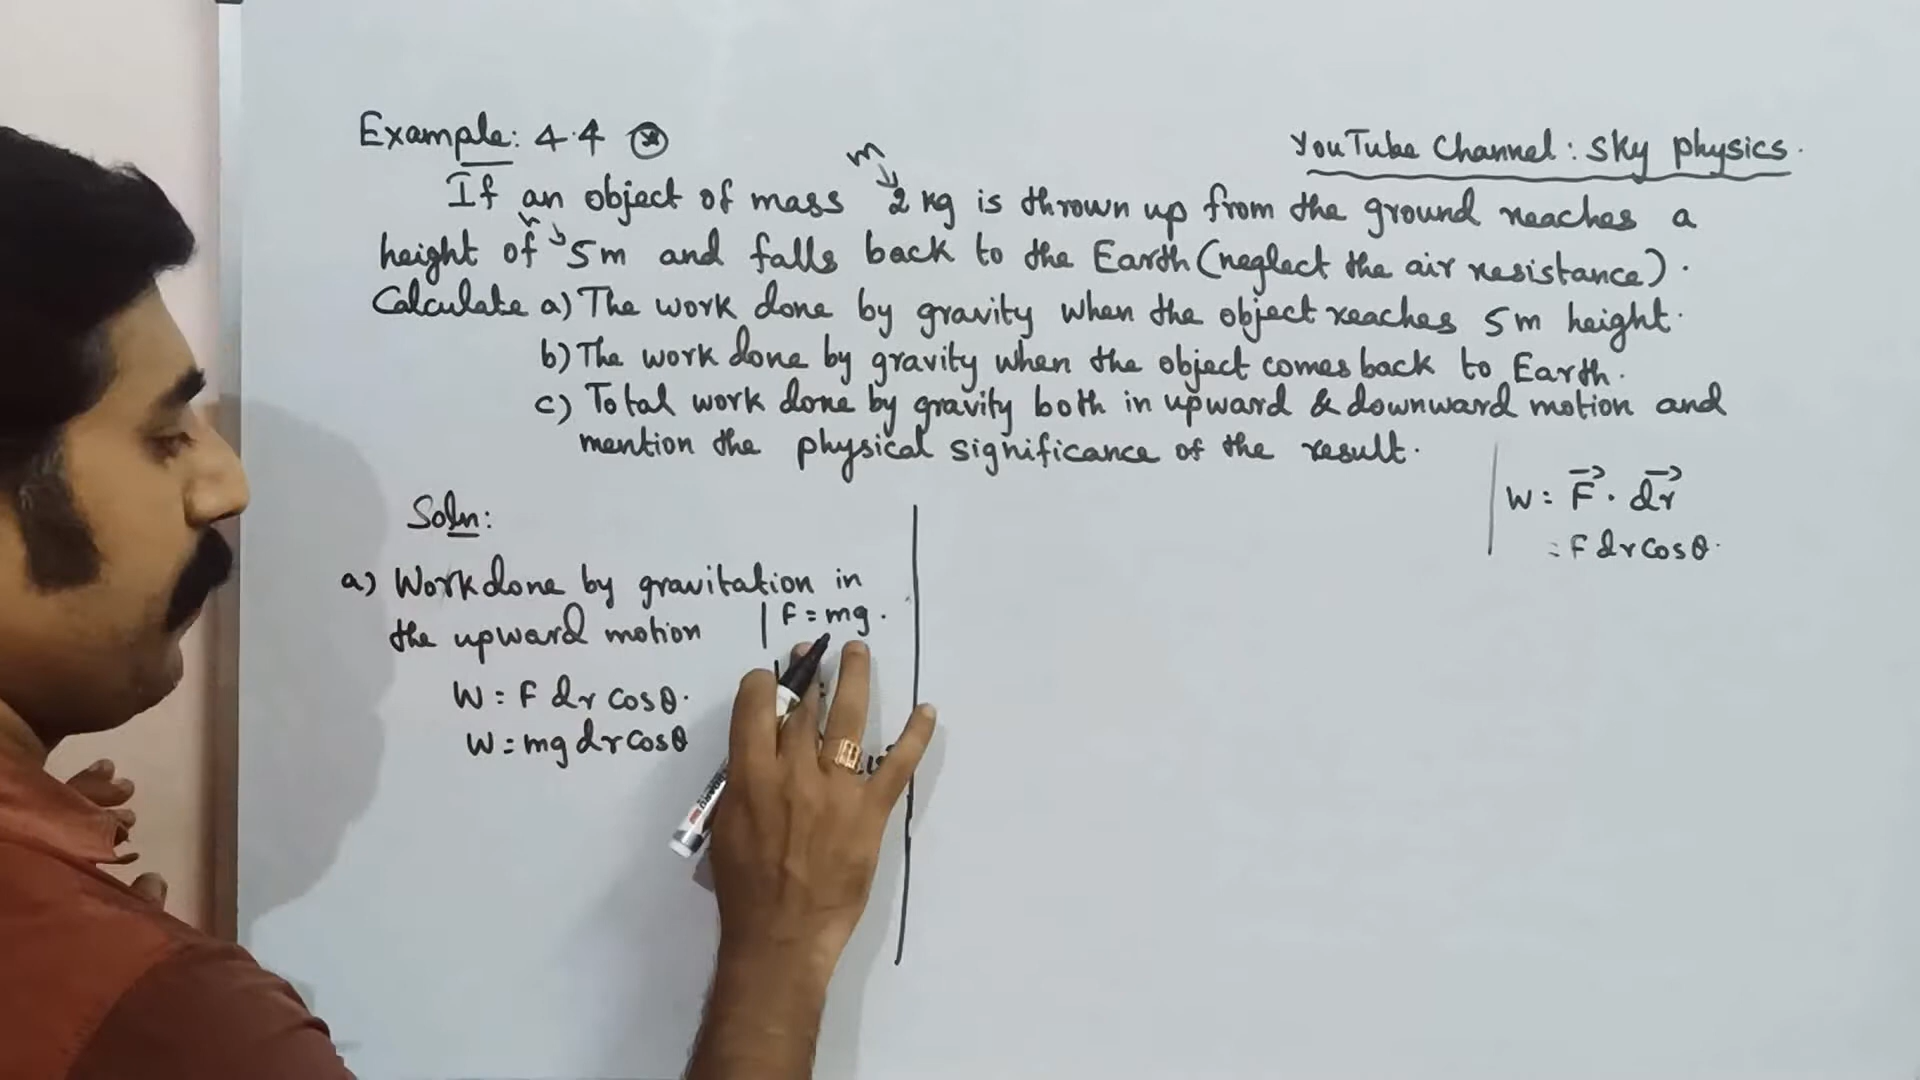 Example: 4.4
YouTube Channel: Sky physics.
m
If an object of mass 2 kg is thrown up from the ground reaches a
height of 5m and falls back to the Earth (neglect the air resistance).
Calculate a) The work done by gravity when the object reaches 5m height.
b) The work done by gravity when the object comes back to Earth.
c) Total work done by gravity both in upward & downward motion and
mention the physical significance of the result.
W = F⃗ · dr⃗
= F dr cosθ.
Soln:
a) Work done by gravitation in
the upward motion
F = mg.
W = F dr cosθ.
W = mg dr cosθ